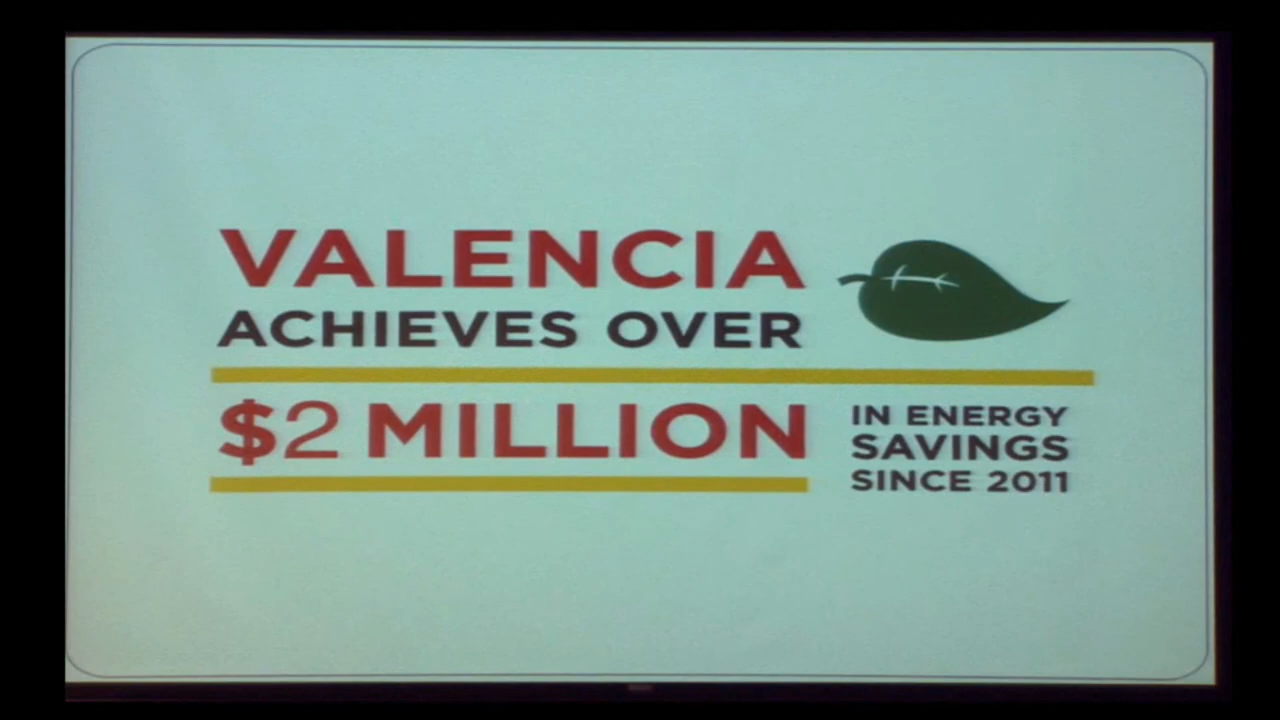 VALENCIA
ACHIEVES OVER
$2 MILLION
IN ENERGY
SAVINGS
SINCE 2011